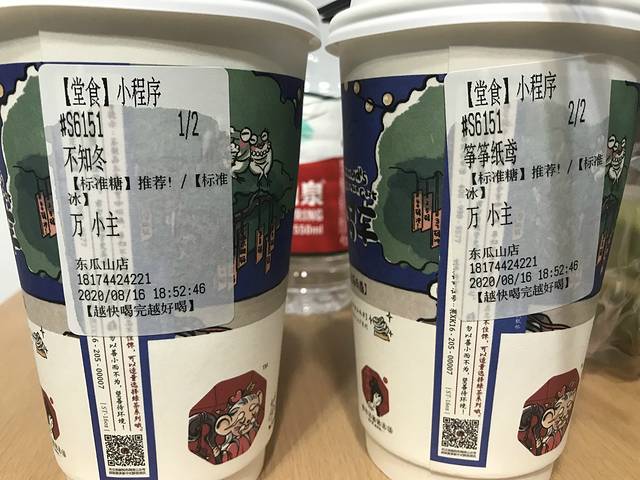 【堂食】小程序
#S6151 1/2
不知冬
【标准糖】推荐!/【标准
冰】
万 小主
东瓜山店
18174424221
2020/08/16 18:52:46
【越快喝完越好喝】
【堂食】小程序
#S6151 2/2
筝筝纸鸢
【标准糖】推荐!/【标准
冰】
万 小主
东瓜山店
18174424221
2020/08/16 18:52:46
【越快喝完越好喝】
泉
550ml